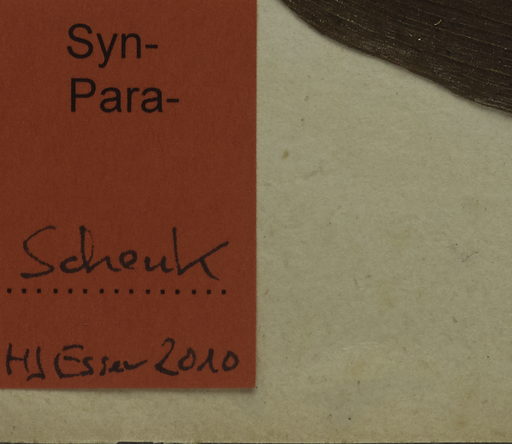 Syn-
Para-
Schenk
HJ Esser 2010